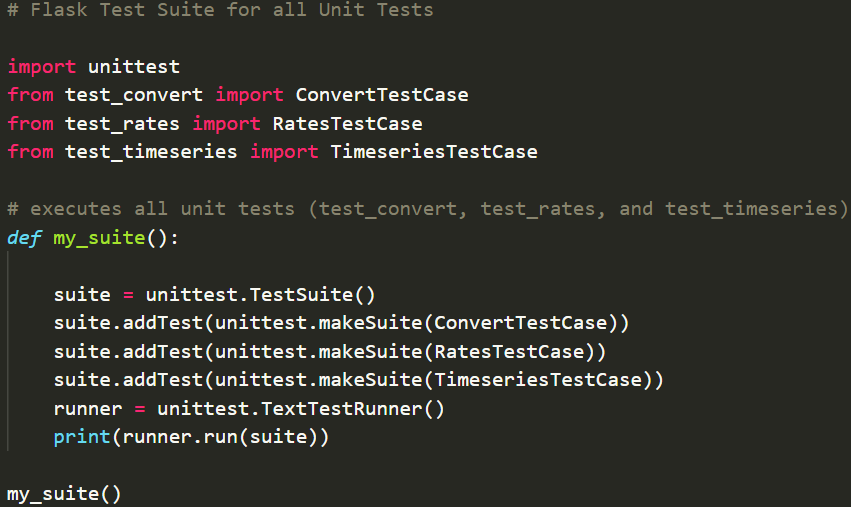 # Flask Test Suite for all Unit Tests

import unittest
from test_convert import ConvertTestCase
from test_rates import RatesTestCase
from test_timeseries import TimeseriesTestCase

# executes all unit tests (test_convert, test_rates, and test_timeseries)
def my_suite():

    suite = unittest.TestSuite()
    suite.addTest(unittest.makeSuite(ConvertTestCase))
    suite.addTest(unittest.makeSuite(RatesTestCase))
    suite.addTest(unittest.makeSuite(TimeseriesTestCase))
    runner = unittest.TextTestRunner()
    print(runner.run(suite))

my_suite()